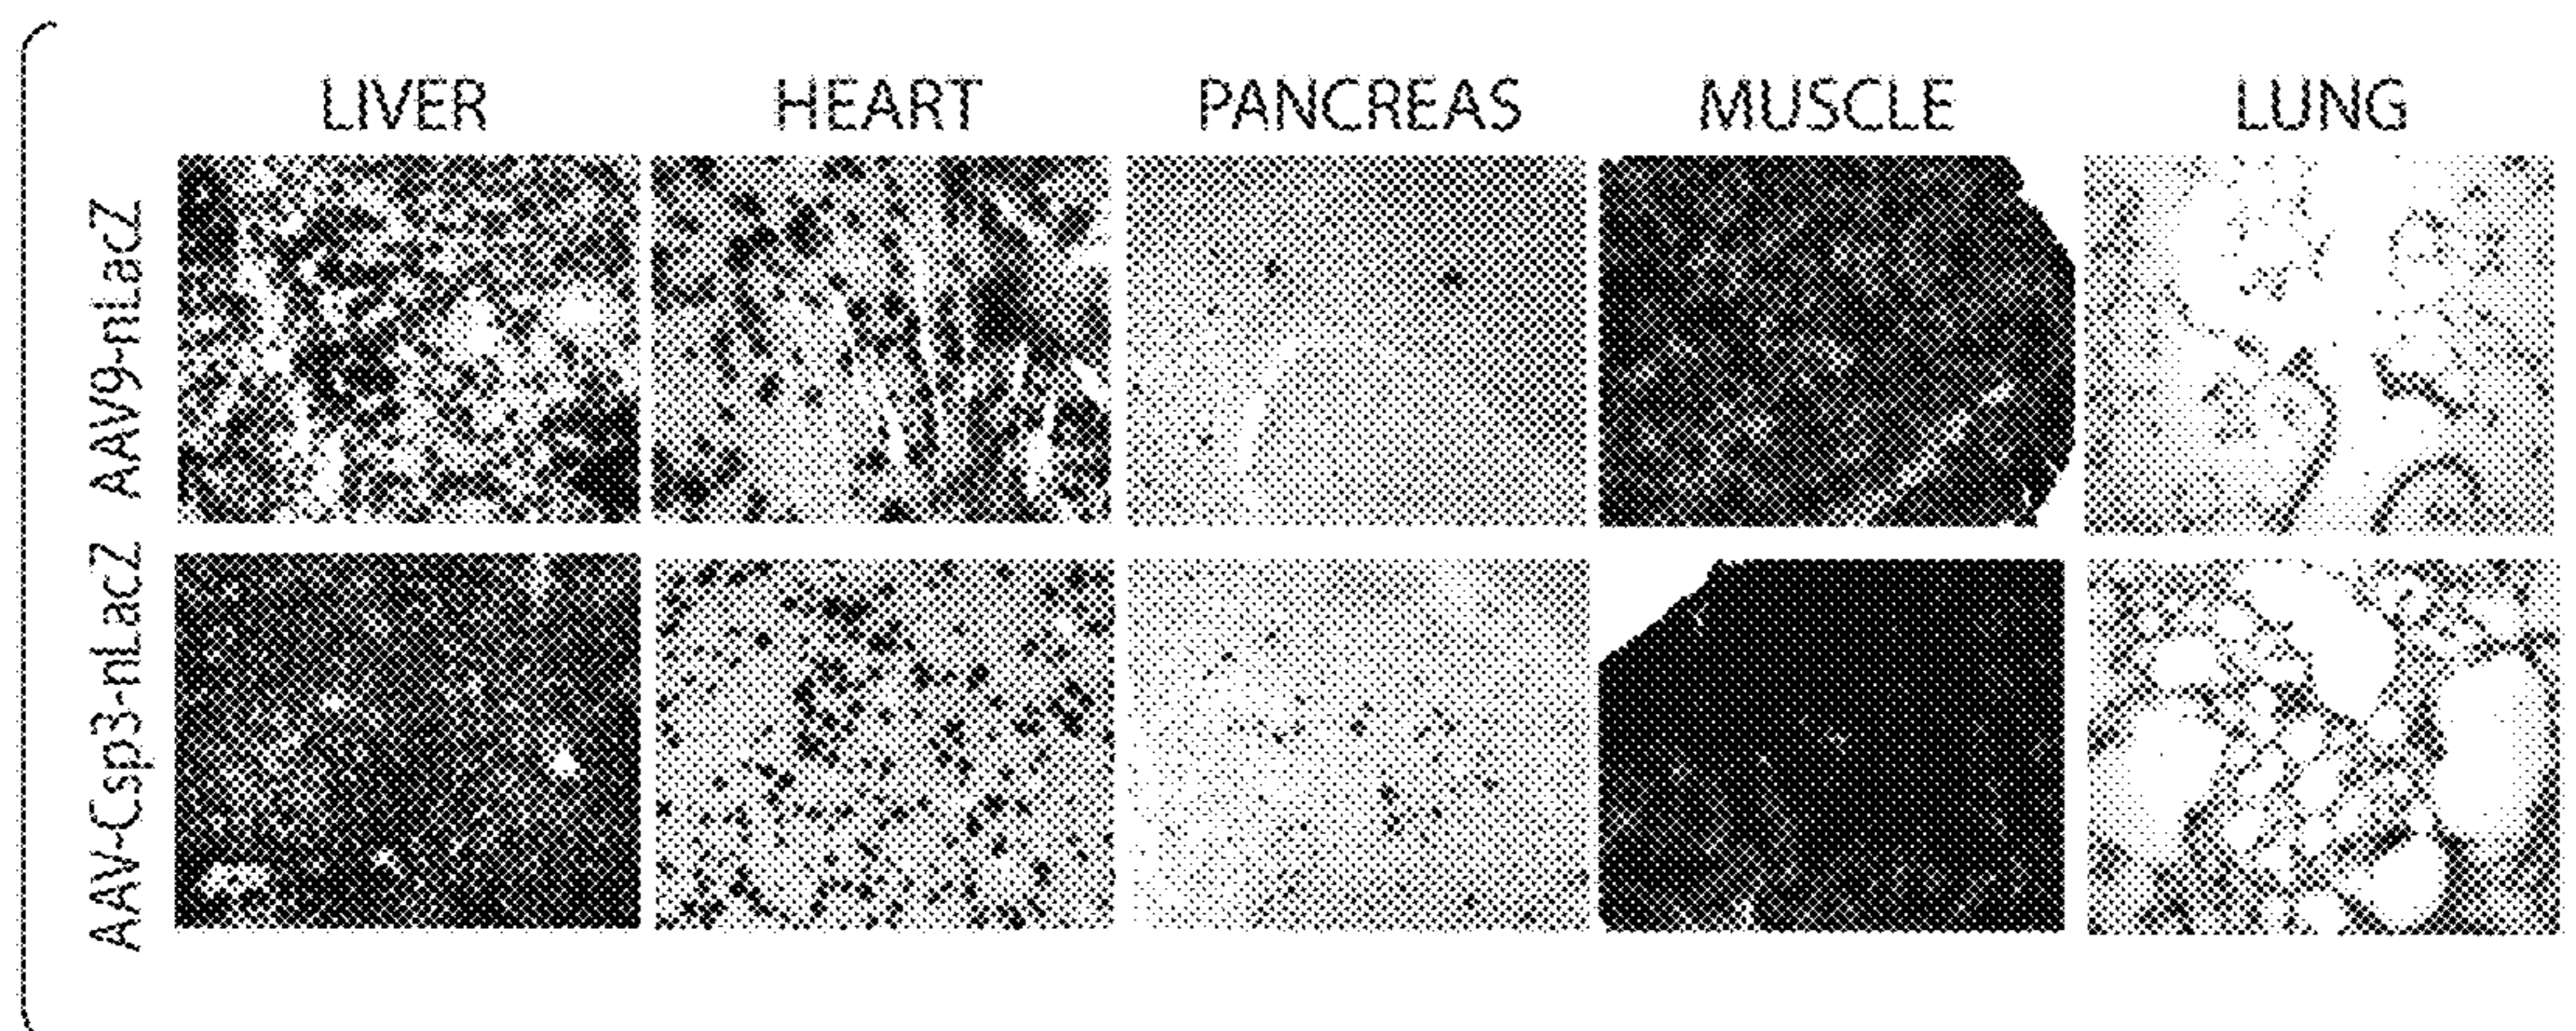 LIVER HEART PANCREAS MUSCLE LUNG
AAV9-nLacZ
AAV-Csp3-nLacZ